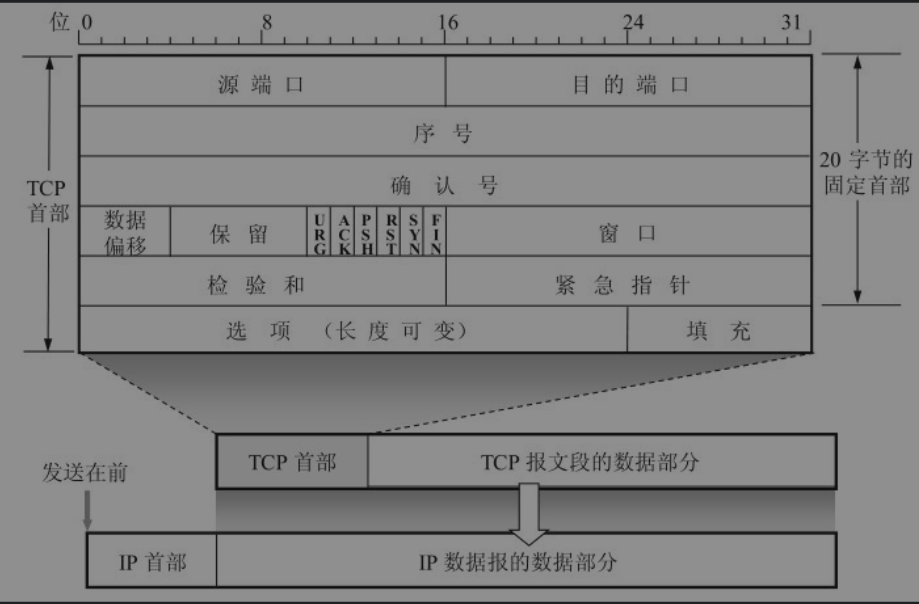 位 0 8 16 24 31
源端口 目的端口
序号
TCP
首部
确认号
20 字节的
固定首部
数据
偏移
保留
URG
ACK
PSH
RST
SYN
FIN
窗口
检验和 紧急指针
选项（长度可变） 填充
TCP 首部 TCP 报文段的数据部分
发送在前
IP 首部 IP 数据报的数据部分